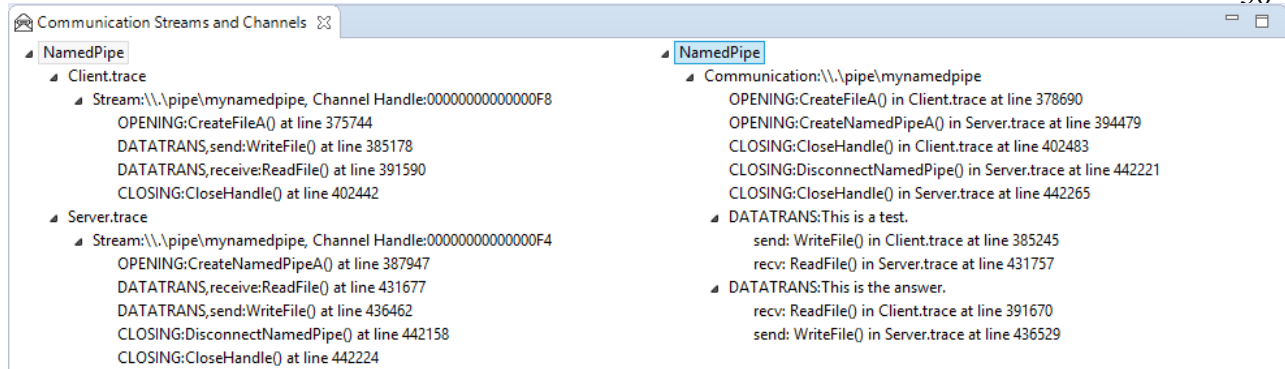 Communication Streams and Channels
NamedPipe
Client.trace
Stream:\\.\pipe\mynamedpipe, Channel Handle:00000000000000F8
OPENING:CreateFileA() at line 375744
DATATRANS,send:WriteFile() at line 385178
DATATRANS,receive:ReadFile() at line 391590
CLOSING:CloseHandle() at line 402442
Server.trace
Stream:\\.\pipe\mynamedpipe, Channel Handle:00000000000000F4
OPENING:CreateNamedPipeA() at line 387947
DATATRANS,receive:ReadFile() at line 431677
DATATRANS,send:WriteFile() at line 436462
CLOSING:DisconnectNamedPipe() at line 442158
CLOSING:CloseHandle() at line 442224
NamedPipe
Communication:\\.\pipe\mynamedpipe
OPENING:CreateFileA() in Client.trace at line 378690
OPENING:CreateNamedPipeA() in Server.trace at line 394479
CLOSING:CloseHandle() in Client.trace at line 402483
CLOSING:DisconnectNamedPipe() in Server.trace at line 442221
CLOSING:CloseHandle() in Server.trace at line 442265
DATATRANS:This is a test.
send: WriteFile() in Client.trace at line 385245
recv: ReadFile() in Server.trace at line 431757
DATATRANS:This is the answer.
recv: ReadFile() in Client.trace at line 391670
send: WriteFile() in Server.trace at line 436529